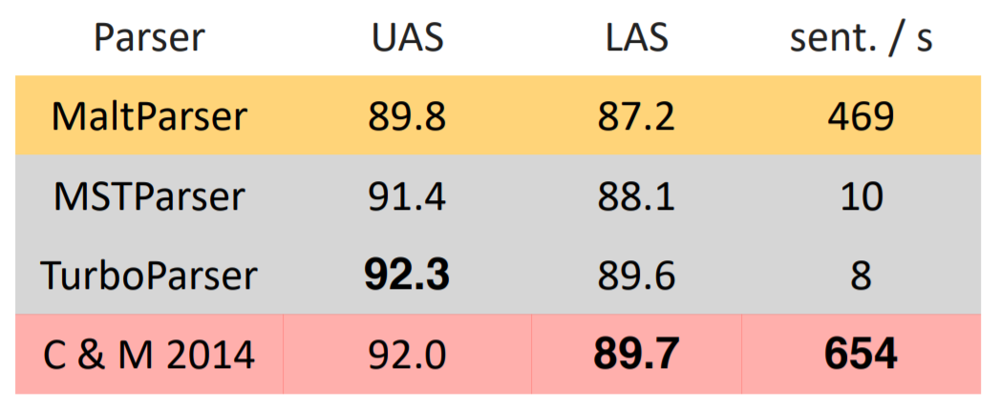 Parser UAS LAS sent. / s
MaltParser 89.8 87.2 469
MSTParser 91.4 88.1 10
TurboParser 92.3 89.6 8
C & M 2014 92.0 89.7 654